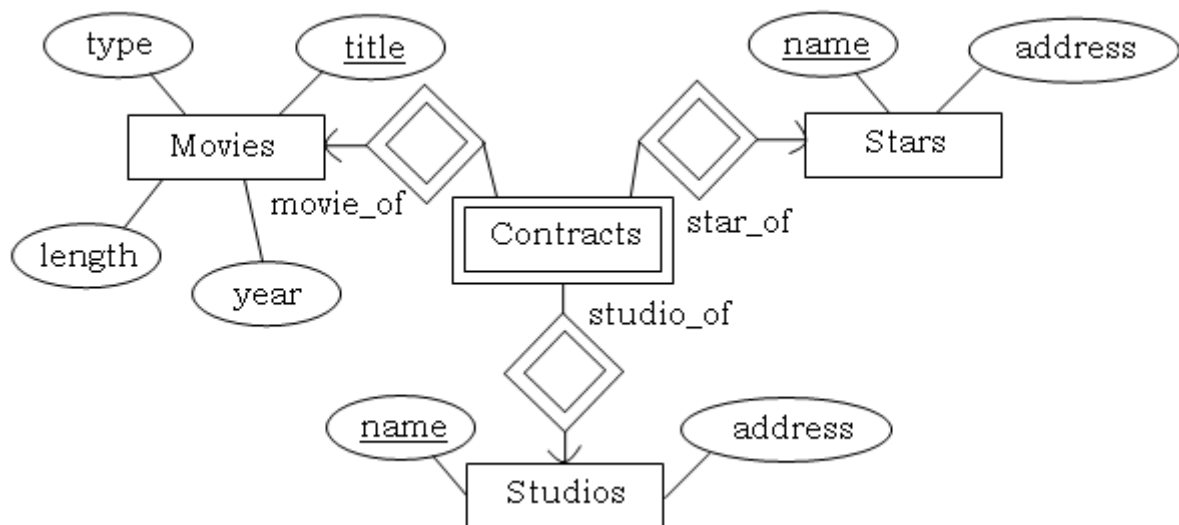 type
title
name
address
Movies
Stars
movie_of
star_of
Contracts
length
year
studio_of
name
address
Studios